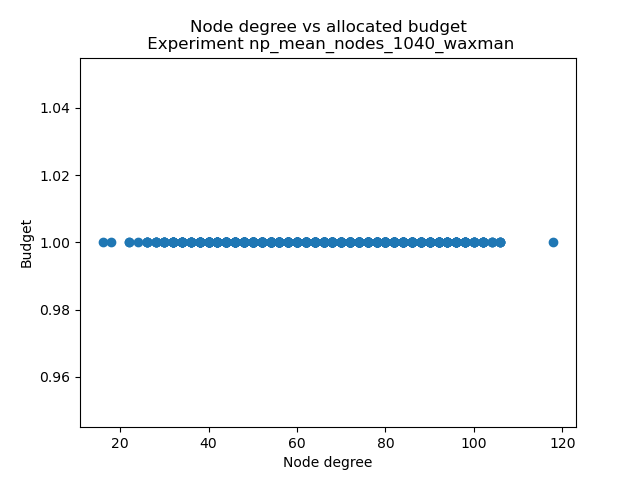 Node degree vs allocated budget
Experiment np_mean_nodes_1040_waxman
1.04
1.02
1.00
0.98
0.96
Budget
20 40 60 80 100 120
Node degree